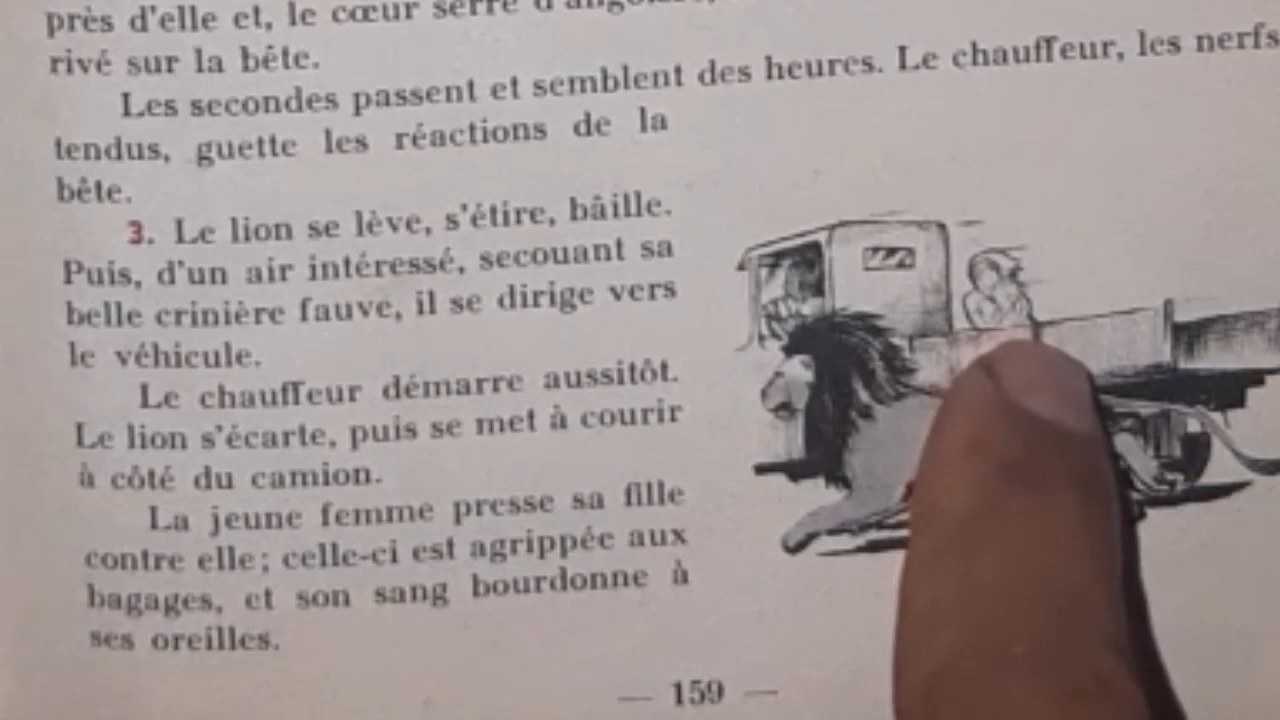 près d'elle et, le cœur serré d'angoisse,
rivé sur la bête.
Les secondes passent et semblent des heures. Le chauffeur, les nerfs
tendus, guette les réactions de la
bête.
3. Le lion se lève, s'étire, bâille.
Puis, d'un air intéressé, secouant sa
belle crinière fauve, il se dirige vers
le véhicule.
Le chauffeur démarre aussitôt.
Le lion s'écarte, puis se met à courir
à côté du camion.
La jeune femme presse sa fille
contre elle; celle-ci est agrippée aux
bagages, et son sang bourdonne à
ses oreilles.
— 159 —